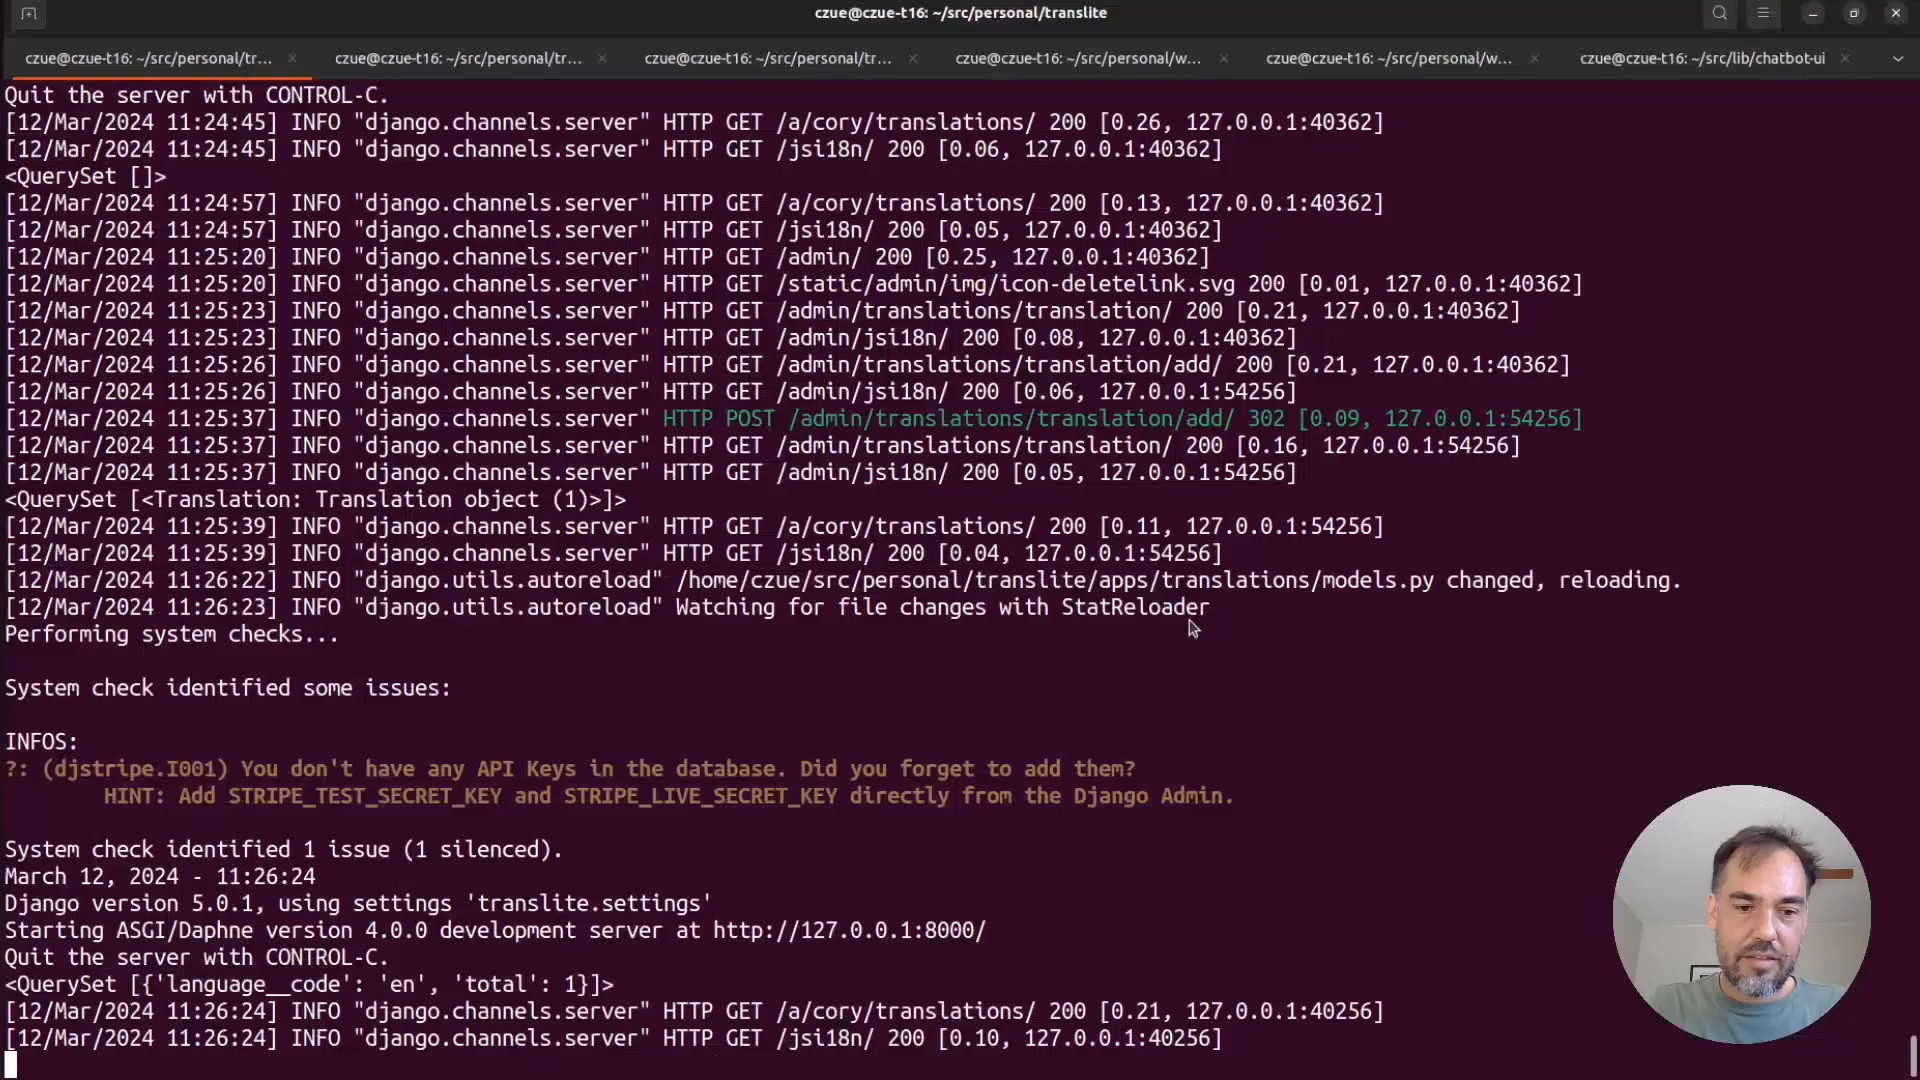 czue@czue-t16: ~/src/personal/translite
czue@czue-t16: ~/src/personal/tr...
czue@czue-t16: ~/src/personal/tr...
czue@czue-t16: ~/src/personal/tr...
czue@czue-t16: ~/src/personal/w...
czue@czue-t16: ~/src/personal/w...
czue@czue-t16: ~/src/lib/chatbot-ui
Quit the server with CONTROL-C.
[12/Mar/2024 11:24:45] INFO "django.channels.server" HTTP GET /a/cory/translations/ 200 [0.26, 127.0.0.1:40362]
[12/Mar/2024 11:24:45] INFO "django.channels.server" HTTP GET /jsi18n/ 200 [0.06, 127.0.0.1:40362]
<QuerySet []>
[12/Mar/2024 11:24:57] INFO "django.channels.server" HTTP GET /a/cory/translations/ 200 [0.13, 127.0.0.1:40362]
[12/Mar/2024 11:24:57] INFO "django.channels.server" HTTP GET /jsi18n/ 200 [0.05, 127.0.0.1:40362]
[12/Mar/2024 11:25:20] INFO "django.channels.server" HTTP GET /admin/ 200 [0.25, 127.0.0.1:40362]
[12/Mar/2024 11:25:20] INFO "django.channels.server" HTTP GET /static/admin/img/icon-deletelink.svg 200 [0.01, 127.0.0.1:40362]
[12/Mar/2024 11:25:23] INFO "django.channels.server" HTTP GET /admin/translations/translation/ 200 [0.21, 127.0.0.1:40362]
[12/Mar/2024 11:25:23] INFO "django.channels.server" HTTP GET /admin/jsi18n/ 200 [0.08, 127.0.0.1:40362]
[12/Mar/2024 11:25:26] INFO "django.channels.server" HTTP GET /admin/translations/translation/add/ 200 [0.21, 127.0.0.1:40362]
[12/Mar/2024 11:25:26] INFO "django.channels.server" HTTP GET /admin/jsi18n/ 200 [0.06, 127.0.0.1:54256]
[12/Mar/2024 11:25:37] INFO "django.channels.server" HTTP POST /admin/translations/translation/add/ 302 [0.09, 127.0.0.1:54256]
[12/Mar/2024 11:25:37] INFO "django.channels.server" HTTP GET /admin/translations/translation/ 200 [0.16, 127.0.0.1:54256]
[12/Mar/2024 11:25:37] INFO "django.channels.server" HTTP GET /admin/jsi18n/ 200 [0.05, 127.0.0.1:54256]
<QuerySet [<Translation: Translation object (1)>]>
[12/Mar/2024 11:25:39] INFO "django.channels.server" HTTP GET /a/cory/translations/ 200 [0.11, 127.0.0.1:54256]
[12/Mar/2024 11:25:39] INFO "django.channels.server" HTTP GET /jsi18n/ 200 [0.04, 127.0.0.1:54256]
[12/Mar/2024 11:26:22] INFO "django.utils.autoreload" /home/czue/src/personal/translite/apps/translations/models.py changed, reloading.
[12/Mar/2024 11:26:23] INFO "django.utils.autoreload" Watching for file changes with StatReloader
Performing system checks...
System check identified some issues:
INFOS:
?: (djstripe.I001) You don't have any API Keys in the database. Did you forget to add them?
HINT: Add STRIPE_TEST_SECRET_KEY and STRIPE_LIVE_SECRET_KEY directly from the Django Admin.
System check identified 1 issue (1 silenced).
March 12, 2024 - 11:26:24
Django version 5.0.1, using settings 'translite.settings'
Starting ASGI/Daphne version 4.0.0 development server at http://127.0.0.1:8000/
Quit the server with CONTROL-C.
<QuerySet [{'language__code': 'en', 'total': 1}]>
[12/Mar/2024 11:26:24] INFO "django.channels.server" HTTP GET /a/cory/translations/ 200 [0.21, 127.0.0.1:40256]
[12/Mar/2024 11:26:24] INFO "django.channels.server" HTTP GET /jsi18n/ 200 [0.10, 127.0.0.1:40256]